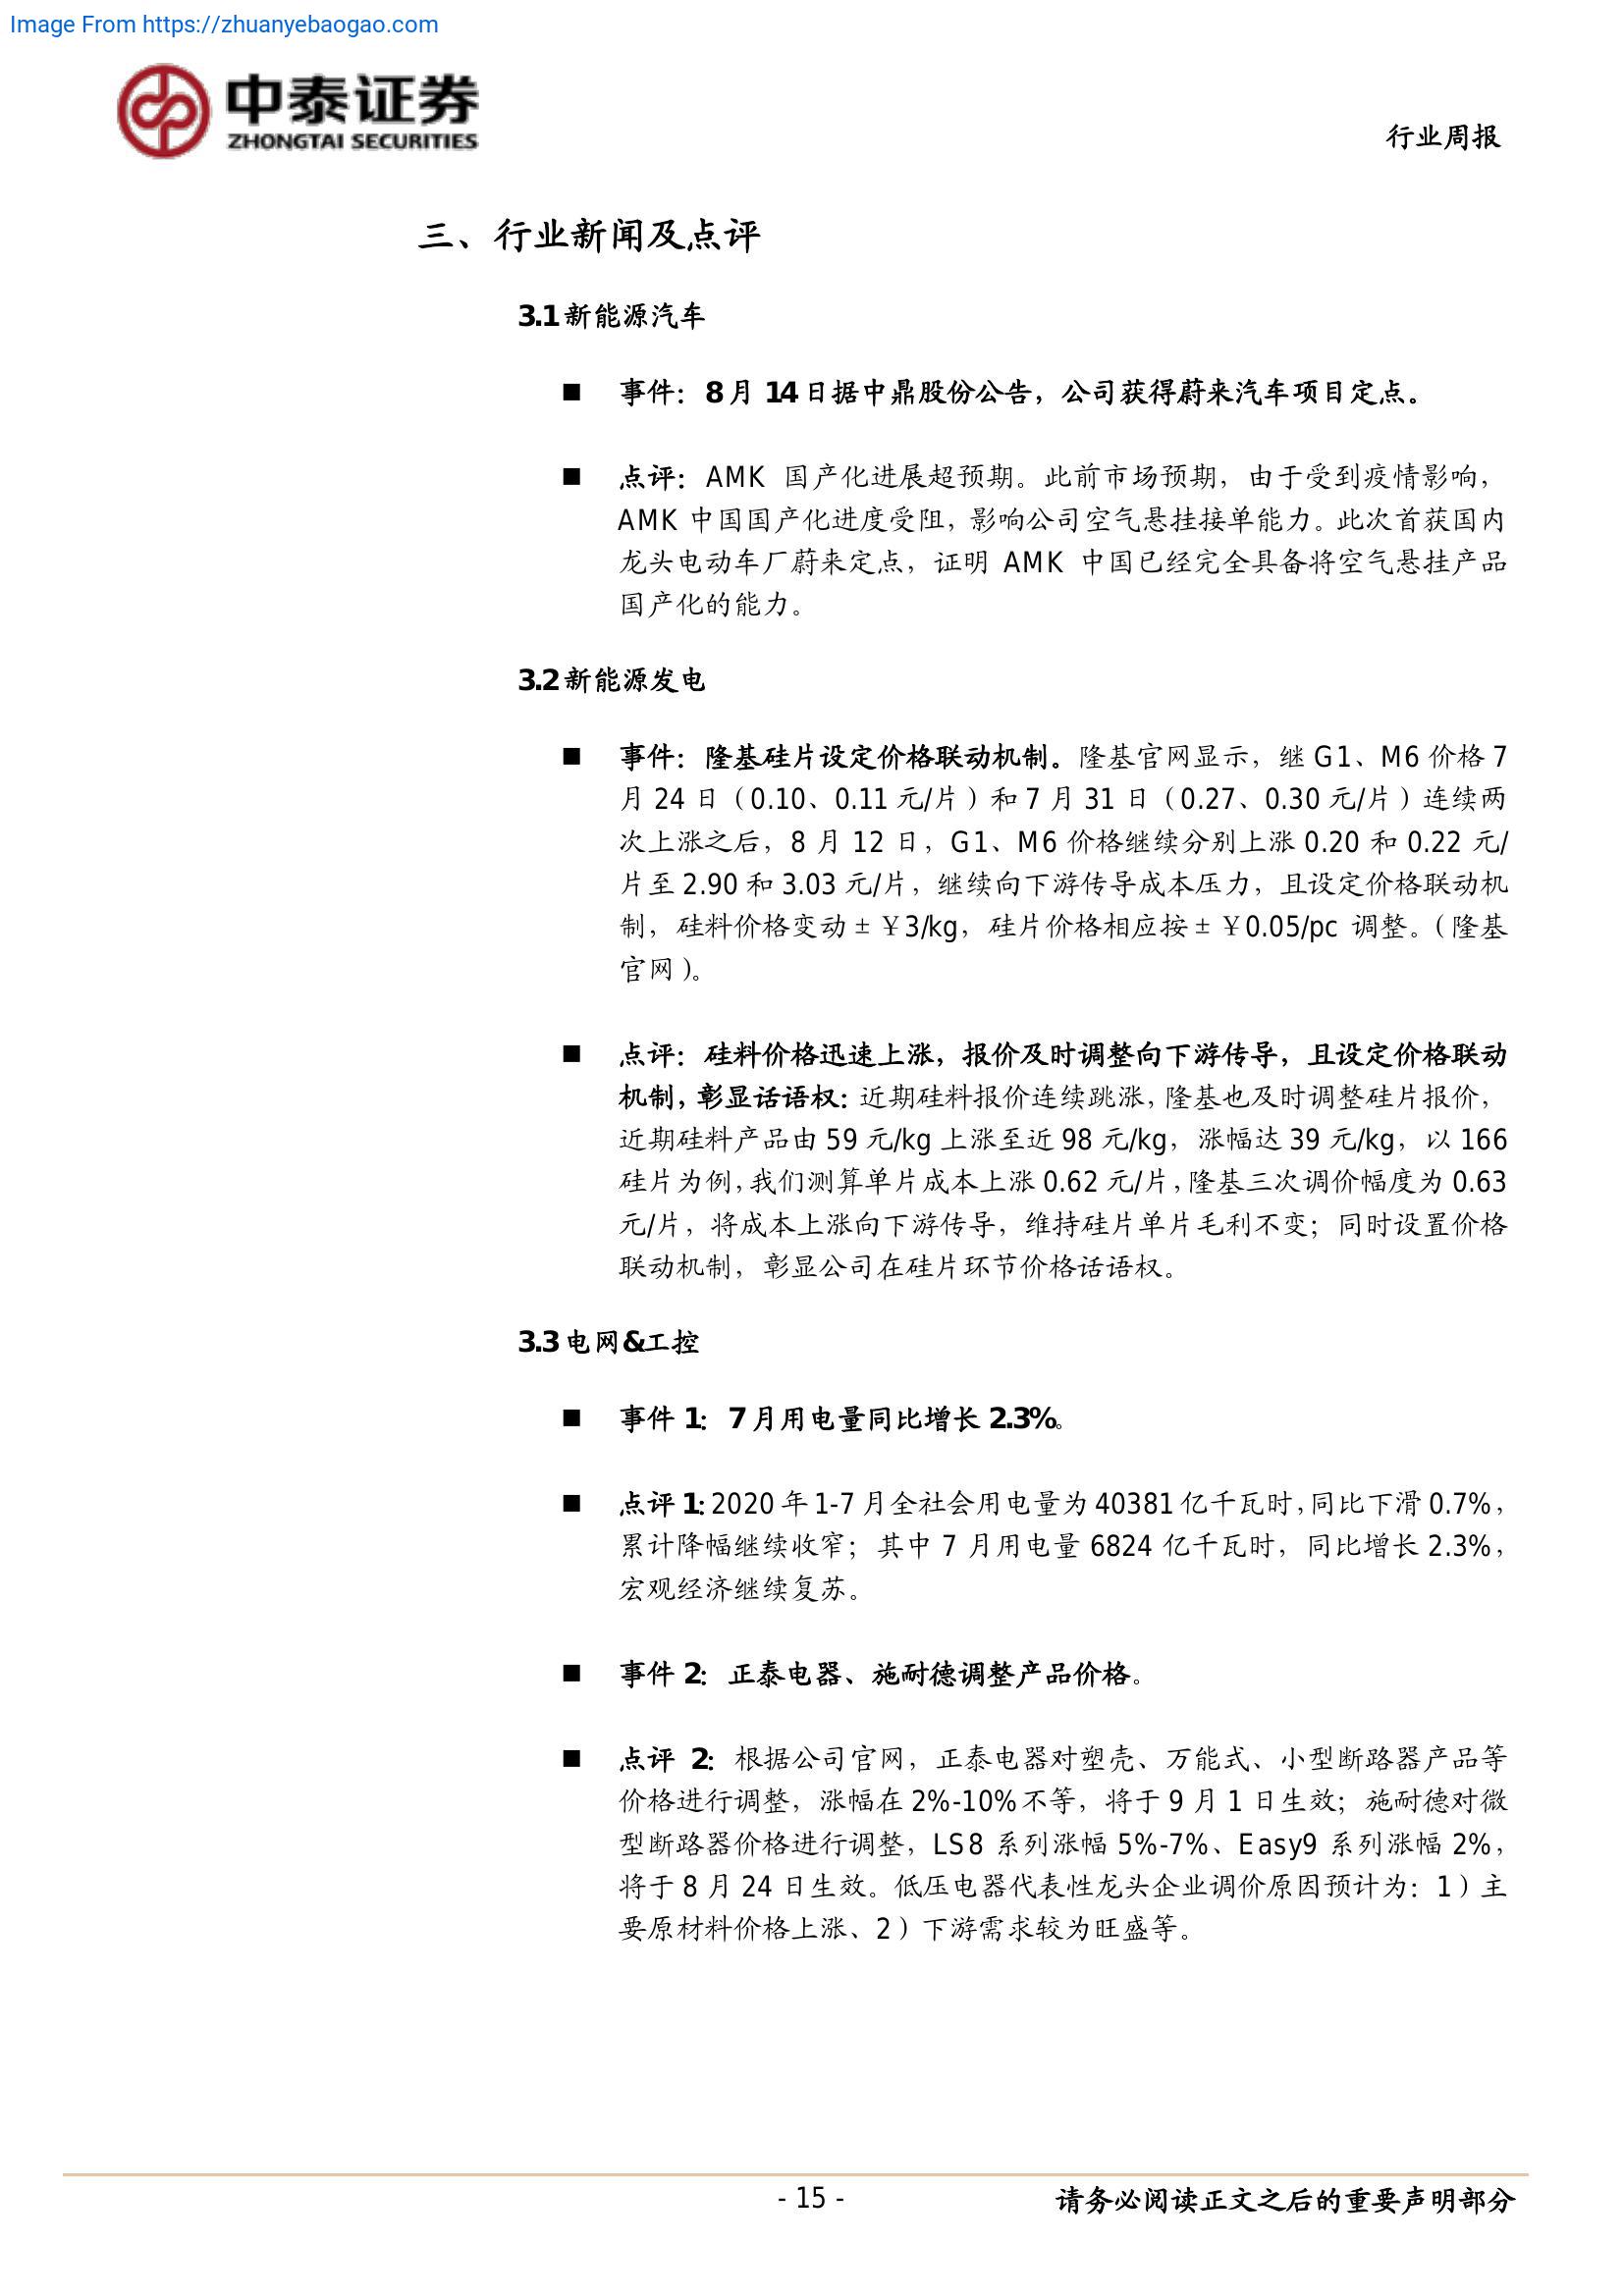 Image From https://zhuanyebaogao.com
中泰证券
ZHONGTAI SECURITIES
行业周报
三、行业新闻及点评
3.1 新能源汽车
■ 事件：8 月 14 日据中鼎股份公告，公司获得蔚来汽车项目定点。
■ 点评：AMK 国产化进展超预期。此前市场预期，由于受到疫情影响，
AMK 中国国产化进度受阻，影响公司空气悬挂接单能力。此次首获国内
龙头电动车厂蔚来定点，证明 AMK 中国已经完全具备将空气悬挂产品
国产化的能力。
3.2 新能源发电
■ 事件：隆基硅片设定价格联动机制。隆基官网显示，继 G1、M6 价格 7
月 24 日（0.10、0.11 元/片）和 7 月 31 日（0.27、0.30 元/片）连续两
次上涨之后，8 月 12 日，G1、M6 价格继续分别上涨 0.20 和 0.22 元/
片至 2.90 和 3.03 元/片，继续向下游传导成本压力，且设定价格联动机
制，硅料价格变动±￥3/kg，硅片价格相应按±￥0.05/pc 调整。（隆基
官网）。
■ 点评：硅料价格迅速上涨，报价及时调整向下游传导，且设定价格联动
机制，彰显话语权：近期硅料报价连续跳涨，隆基也及时调整硅片报价，
近期硅料产品由 59 元/kg 上涨至近 98 元/kg，涨幅达 39 元/kg，以 166
硅片为例，我们测算单片成本上涨 0.62 元/片，隆基三次调价幅度为 0.63
元/片，将成本上涨向下游传导，维持硅片单片毛利不变；同时设置价格
联动机制，彰显公司在硅片环节价格话语权。
3.3 电网&工控
■ 事件 1：7 月用电量同比增长 2.3%。
■ 点评 1：2020 年 1-7 月全社会用电量为 40381 亿千瓦时，同比下滑 0.7%，
累计降幅继续收窄；其中 7 月用电量 6824 亿千瓦时，同比增长 2.3%，
宏观经济继续复苏。
■ 事件 2：正泰电器、施耐德调整产品价格。
■ 点评 2：根据公司官网，正泰电器对塑壳、万能式、小型断路器产品等
价格进行调整，涨幅在 2%-10%不等，将于 9 月 1 日生效；施耐德对微
型断路器价格进行调整，LS8 系列涨幅 5%-7%、Easy9 系列涨幅 2%，
将于 8 月 24 日生效。低压电器代表性龙头企业调价原因预计为：1）主
要原材料价格上涨、2）下游需求较为旺盛等。
- 15 -
请务必阅读正文之后的重要声明部分